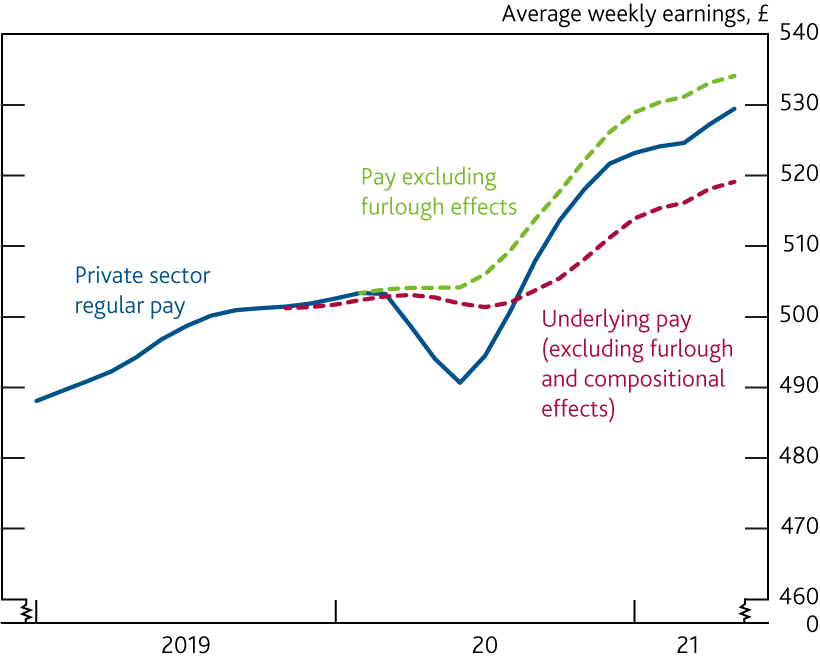 Average weekly earnings, £
540
530
Pay excluding
furlough effects
520
510
Private sector
regular pay
500
Underlying pay
(excluding furlough
and compositional
effects)
490
480
470
460
0
2019
20
21